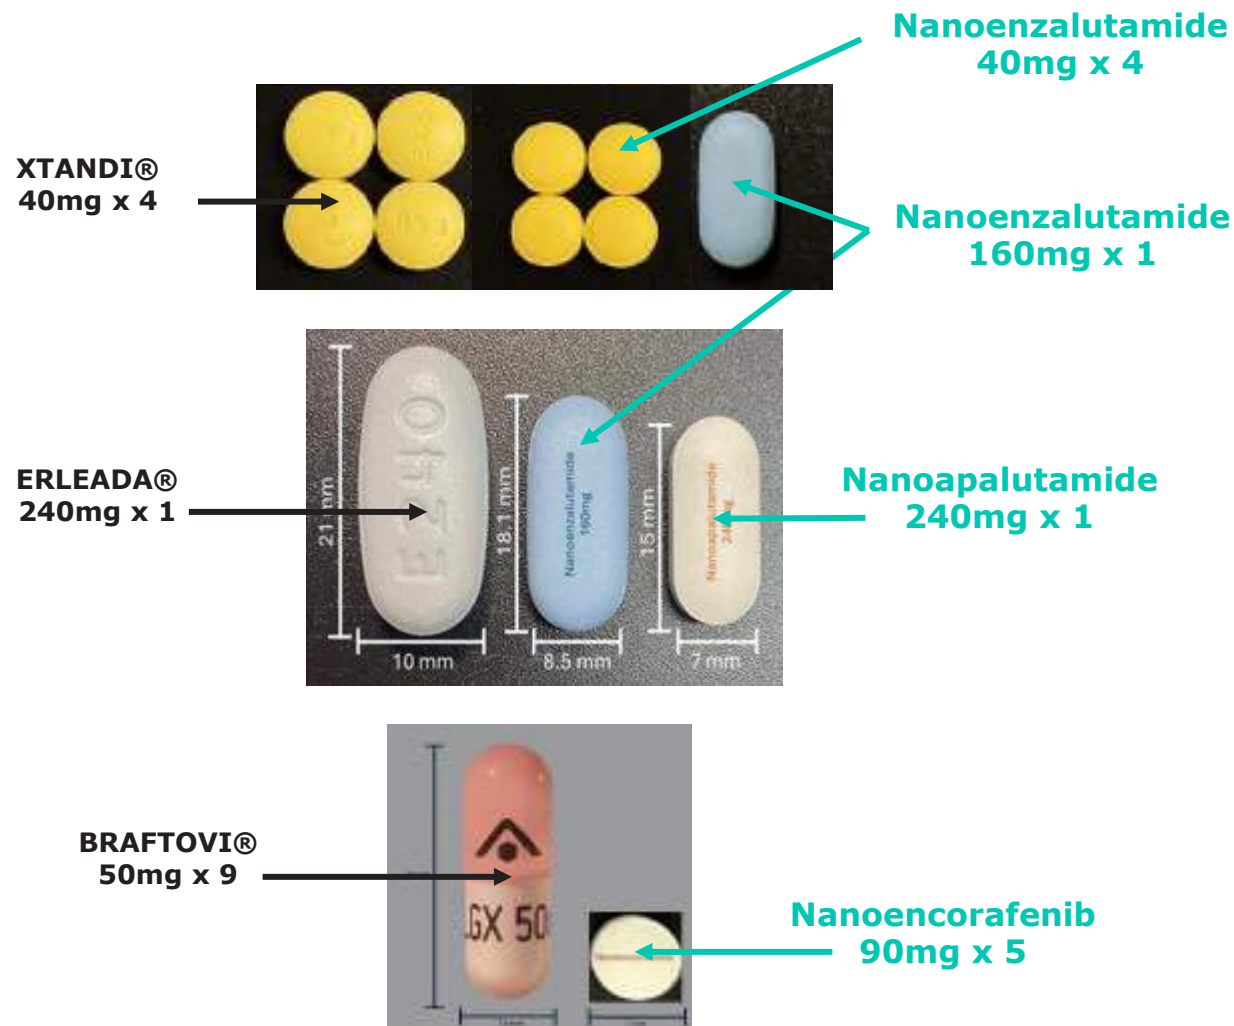 Nanoenzalutamide
40mg x 4
XTANDI®
40mg x 4
Nanoenzalutamide
160mg x 1
ERLEADA®
240mg x 1
21 mm
E240
10 mm
18.1 mm
Nanoenzalutamide
160mg
8.5 mm
15 mm
Nanoapalutamide
240mg
7 mm
Nanoapalutamide
240mg x 1
BRAFTOVI®
50mg x 9
GX 50
Nanoencorafenib
90mg x 5